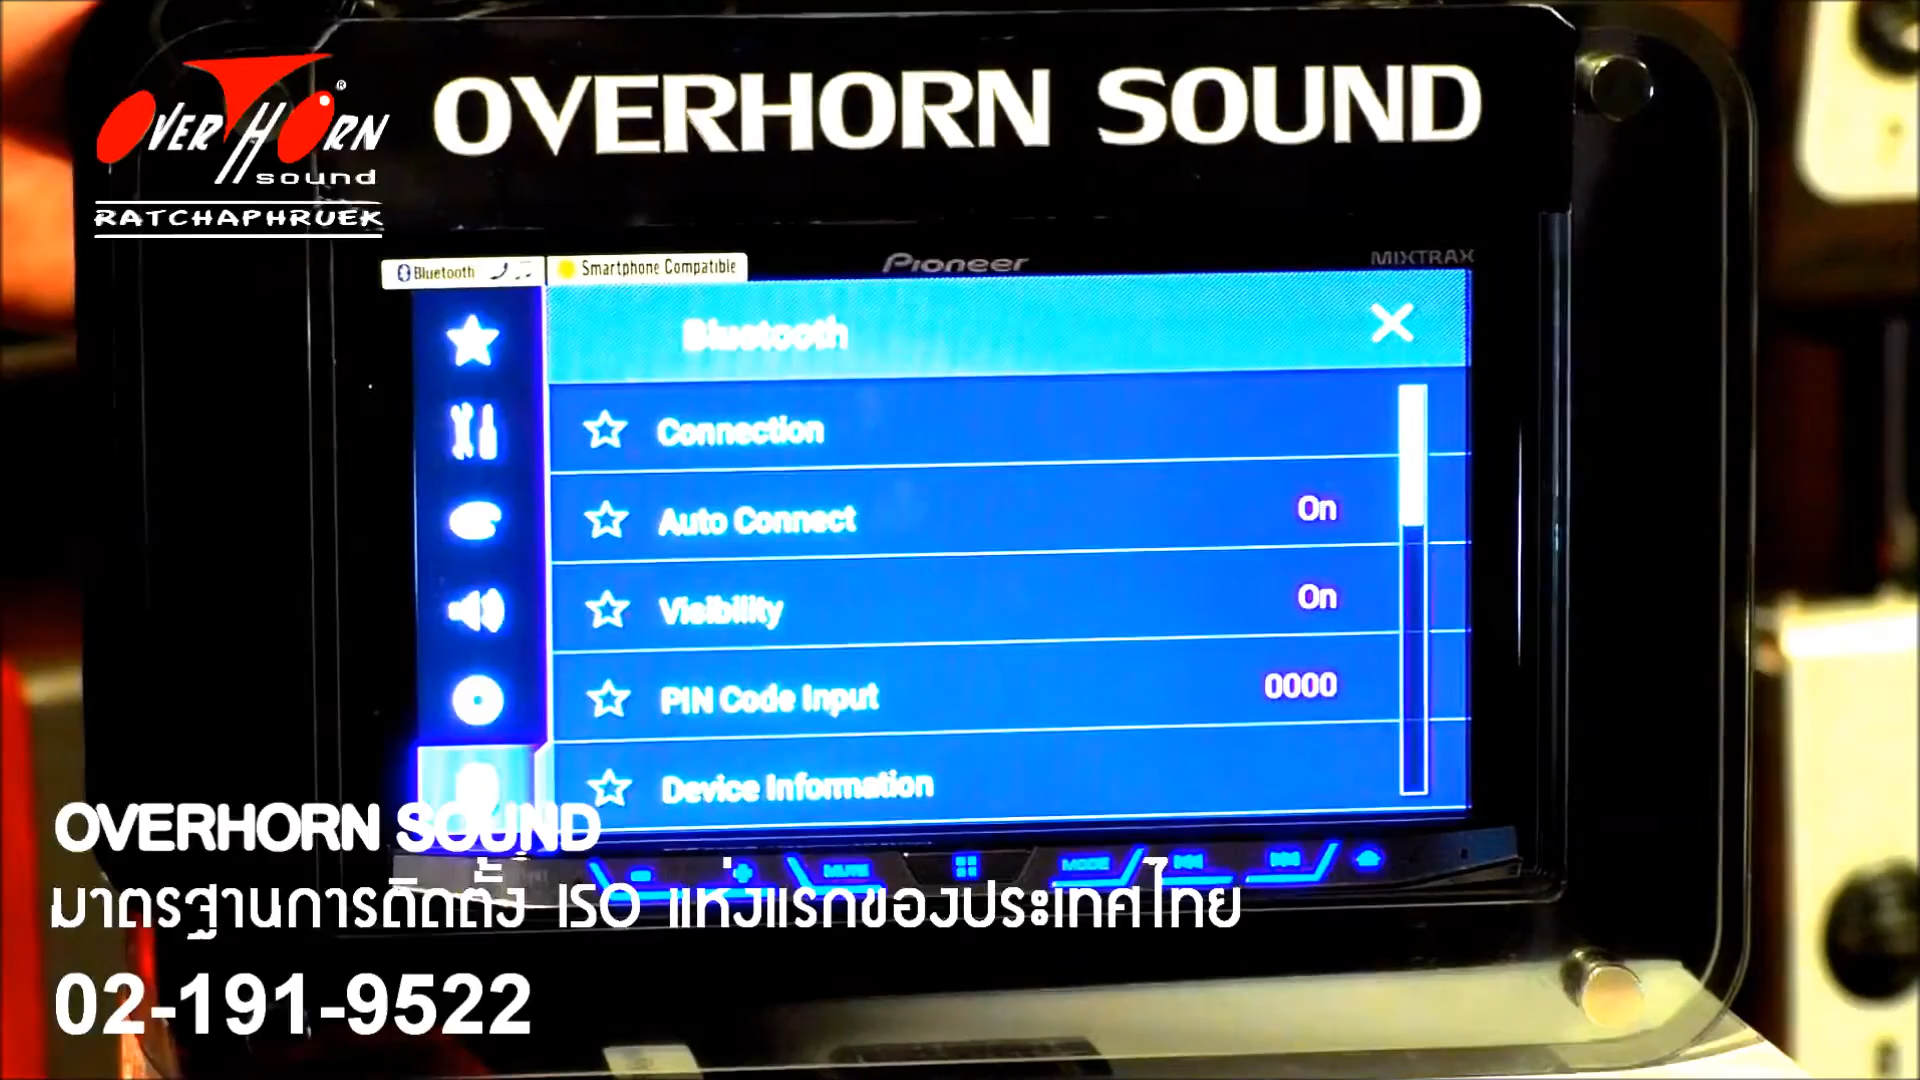 OVERHORN
sound
RATCHAPHRUEK
OVERHORN SOUND
Bluetooth
Smartphone Compatible
Pioneer
MIXTRAX
Bluetooth
Connection
Auto Connect On
Visibility On
PIN Code Input 0000
Device Information
MUTE
MODE
OVERHORN SOUND
มาตรฐานการติดตั้ง ISO แห่งแรกของประเทศไทย
02-191-9522